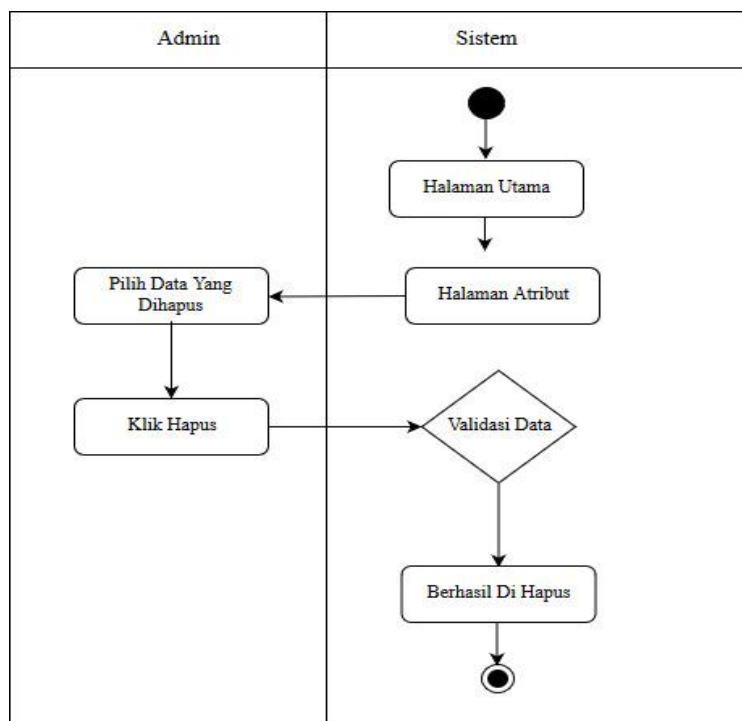 Admin
Sistem
Halaman Utama
Halaman Atribut
Pilih Data Yang
Dihapus
Klik Hapus
Validasi Data
Berhasil Di Hapus